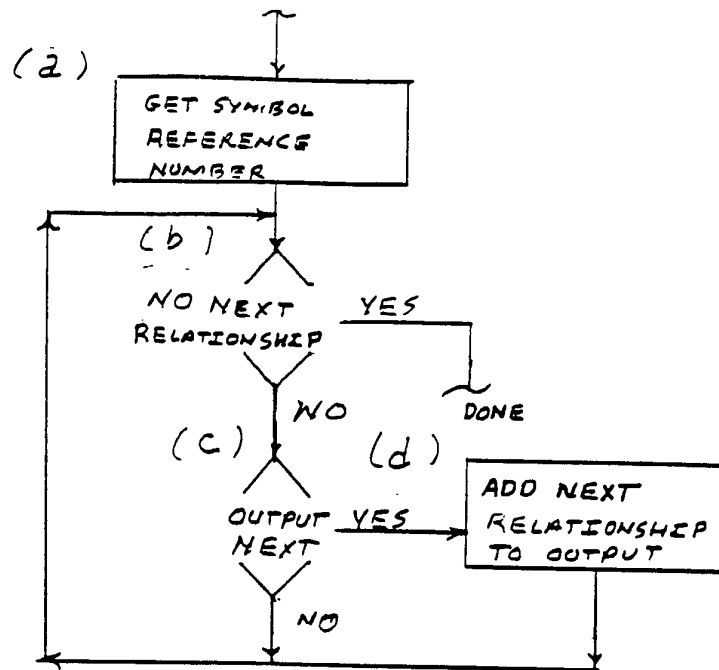 (a)
GET SYMBOL
REFERENCE
NUMBER
(b)
NO NEXT
RELATIONSHIP
YES
DONE
NO
(c)
(d)
OUTPUT
NEXT
YES
ADD NEXT
RELATIONSHIP
TO OUTPUT
NO